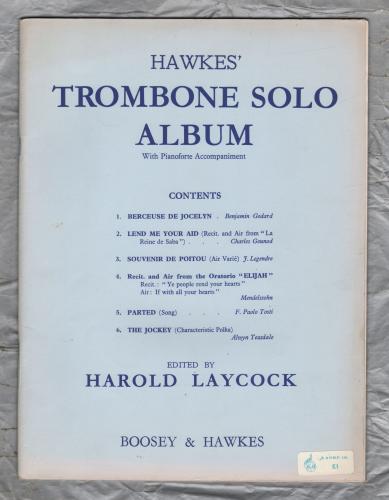 HAWKES'
TROMBONE SOLO
ALBUM
With Pianoforte Accompaniment
CONTENTS
1. BERCEUSE DE JOCELYN . Benjamin Godard
2. LEND ME YOUR AID (Recit. and Air from "La
Reine de Saba") . . . Charles Gounod
3. SOUVENIR DE POITOU (Air Varié) J. Legendre
4. Recit. and Air from the Oratorio "ELIJAH"
Recit.: "Ye people rend your hearts"
Air: If with all your hearts"
Mendelssohn
5. PARTED (Song) . . . F. Paolo Tosti
6. THE JOCKEY (Characteristic Polka)
Alwyn Teasdale
EDITED BY
HAROLD LAYCOCK
BOOSEY & HAWKES
£1